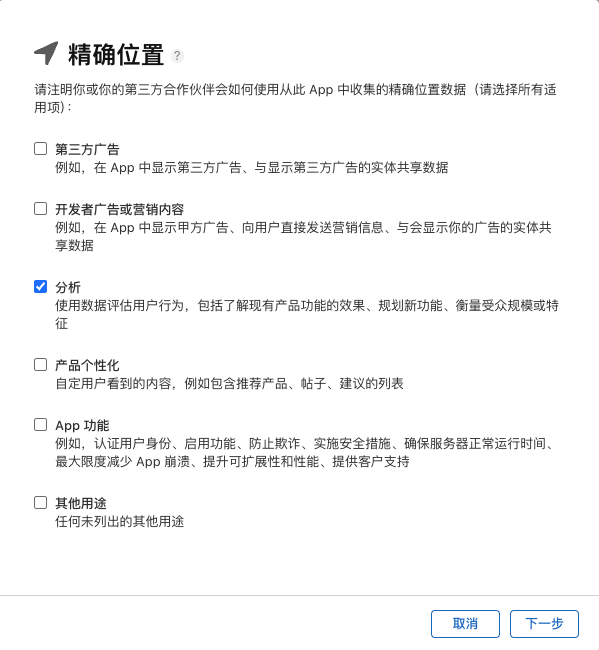 精确位置 ?
请注明你或你的第三方合作伙伴会如何使用从此 App 中收集的精确位置数据（请选择所有适
用项）：
第三方广告
例如，在 App 中显示第三方广告、与显示第三方广告的实体共享数据
开发者广告或营销内容
例如，在 App 中显示甲方广告、向用户直接发送营销信息、与会显示你的广告的实体共
享数据
分析
使用数据评估用户行为，包括了解现有产品功能的效果、规划新功能、衡量受众规模或特
征
产品个性化
自定用户看到的内容，例如包含推荐产品、帖子、建议的列表
App 功能
例如，认证用户身份、启用功能、防止欺诈、实施安全措施、确保服务器正常运行时间、
最大限度减少 App 崩溃、提升可扩展性和性能、提供客户支持
其他用途
任何未列出的其他用途
取消 下一步